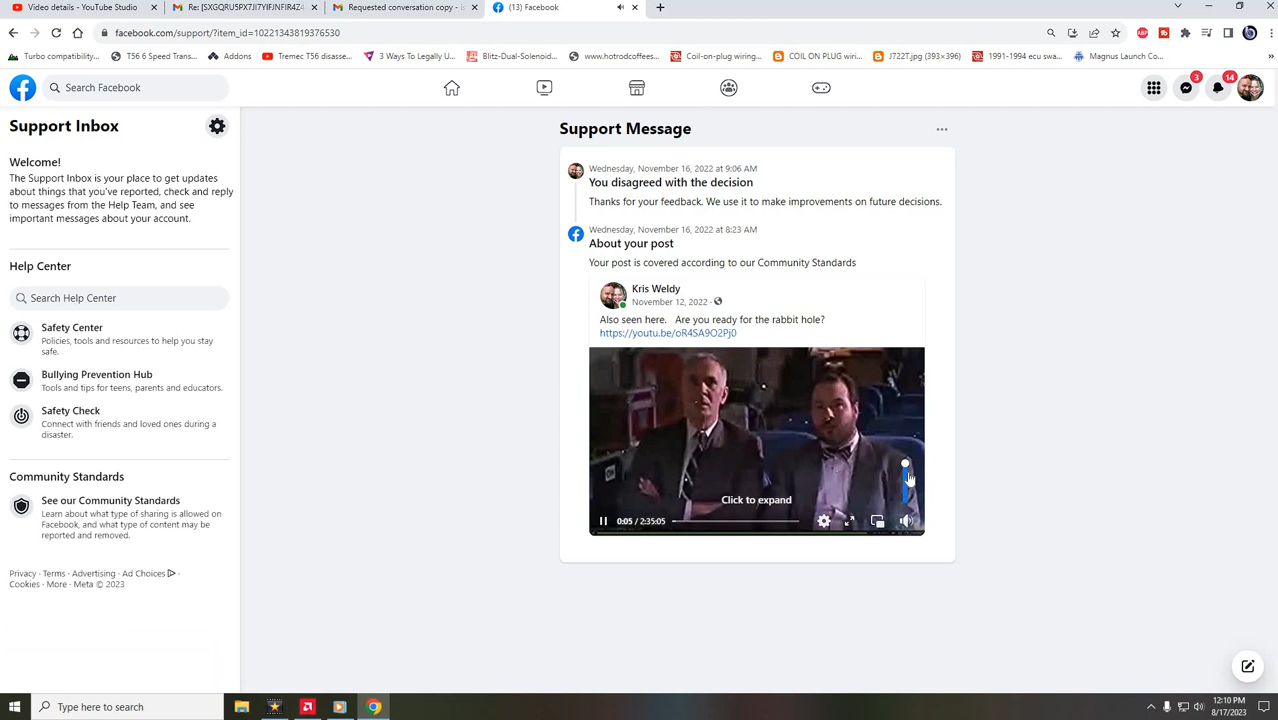 Video details - YouTube Studio
Re: [SXGQRU5PX7JI7YIFJNFIR4Z4
Requested conversation copy -
(13) Facebook
facebook.com/support/?item_id=10221343819376530
Turbo compatibility...
T56 6 Speed Trans...
Addons
Tremec T56 disasse...
3 Ways To Legally U...
Blitz-Dual-Solenoid...
www.hotrodcoffees...
Coil-on-plug wiring...
COIL ON PLUG wiri...
J722T.jpg (393×396)
1991-1994 ecu swa...
Magnus Launch Co...
»
Search Facebook
3
14
Support Inbox
Welcome!
The Support Inbox is your place to get updates
about things that you've reported, check and reply
to messages from the Help Team, and see
important messages about your account.
Help Center
Search Help Center
Safety Center
Policies, tools and resources to help you stay
safe.
Bullying Prevention Hub
Tools and tips for teens, parents and educators.
Safety Check
Connect with friends and loved ones during a
disaster.
Community Standards
See our Community Standards
Learn about what type of sharing is allowed on
Facebook, and what type of content may be
reported and removed.
Privacy · Terms · Advertising · Ad Choices ·
Cookies · More · Meta © 2023
Support Message
Wednesday, November 16, 2022 at 9:06 AM
You disagreed with the decision
Thanks for your feedback. We use it to make improvements on future decisions.
Wednesday, November 16, 2022 at 8:23 AM
About your post
Your post is covered according to our Community Standards
Kris Weldy
November 12, 2022 ·
Also seen here. Are you ready for the rabbit hole?
https://youtu.be/oR4SA9O2Pj0
Click to expand
0:05 / 2:35:05
Type here to search
12:10 PM
8/17/2023